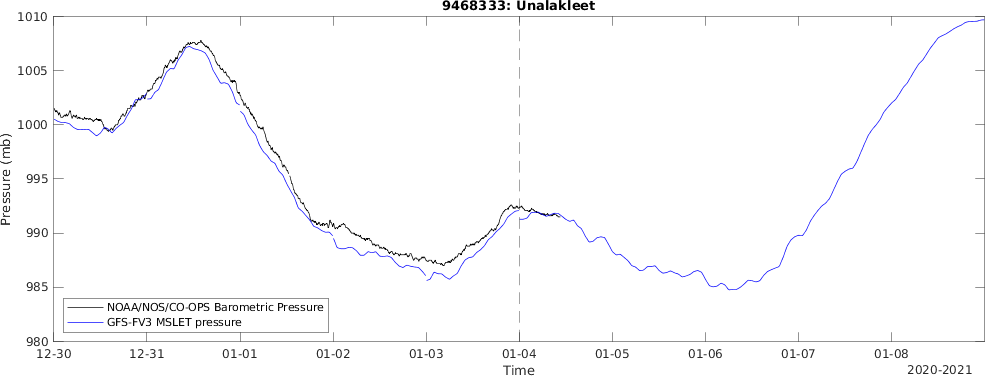 9468333: Unalakleet
1010
1005
1000
995
990
985
980
Pressure (mb)
NOAA/NOS/CO-OPS Barometric Pressure
GFS-FV3 MSLET pressure
12-30 12-31 01-01 01-02 01-03 01-04 01-05 01-06 01-07 01-08
Time
2020-2021